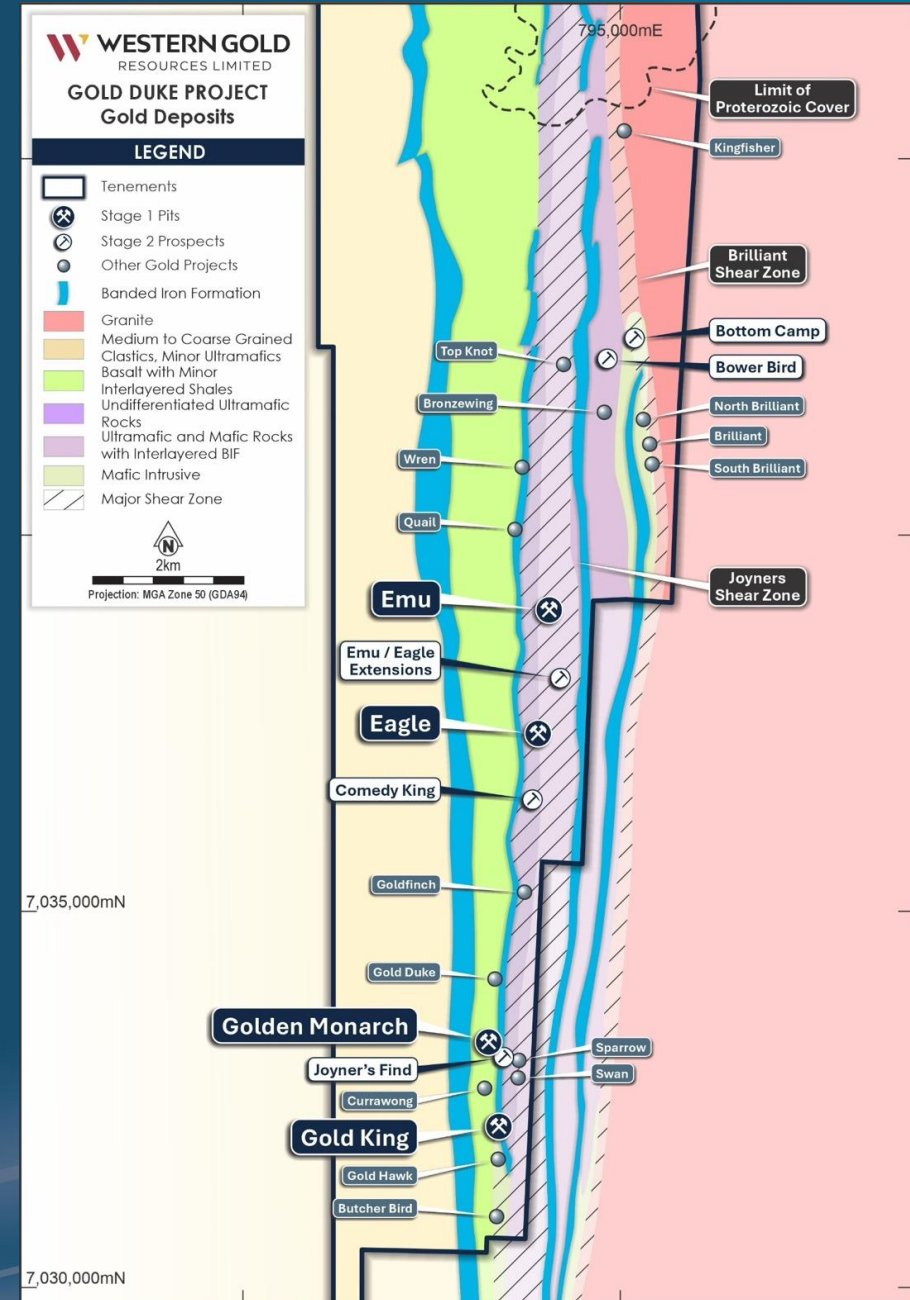 WESTERN GOLD
RESOURCES LIMITED
GOLD DUKE PROJECT
Gold Deposits
LEGEND
Tenements
Stage 1 Pits
Stage 2 Prospects
Other Gold Projects
Banded Iron Formation
Granite
Medium to Coarse Grained
Clastics, Minor Ultramafics
Basalt with Minor
Interlayered Shales
Undifferentiated Ultramafic
Rocks
Ultramafic and Mafic Rocks
with Interlayered BIF
Mafic Intrusive
Major Shear Zone
N
2km
Projection: MGA Zone 50 (GDA94)
795,000mE
Limit of
Proterozoic Cover
Kingfisher
Brilliant
Shear Zone
Bottom Camp
Top Knot
Bower Bird
Bronzewing
North Brilliant
Brilliant
Wren
South Brilliant
Quail
Joyners
Shear Zone
Emu
Emu / Eagle
Extensions
Eagle
Comedy King
Goldfinch
7,035,000mN
Gold Duke
Golden Monarch
Sparrow
Joyner's Find
Swan
Currawong
Gold King
Gold Hawk
Butcher Bird
7,030,000mN